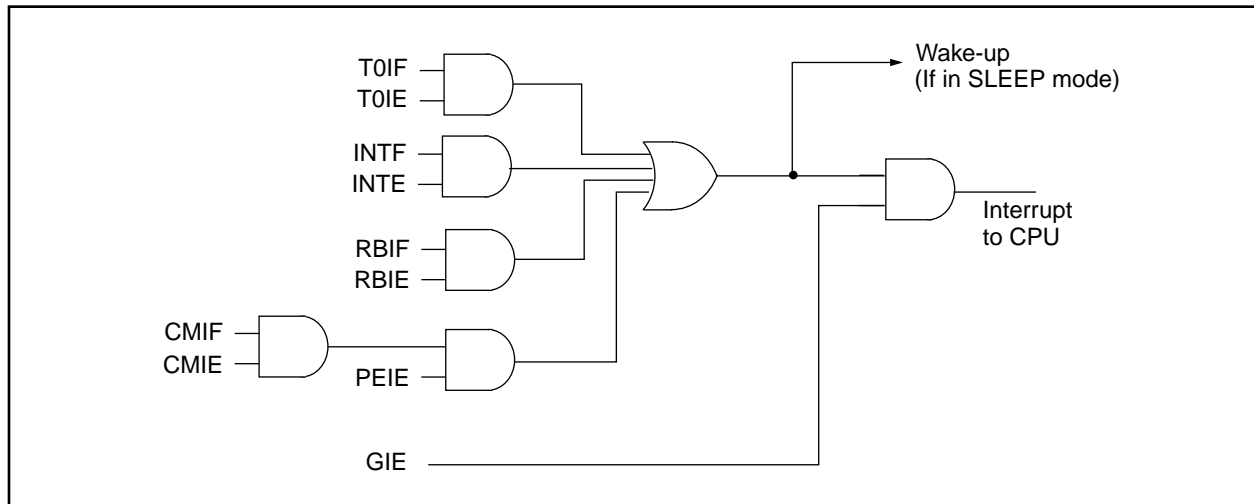 T0IF
T0IE
Wake-up
(If in SLEEP mode)
INTF
INTE
Interrupt
to CPU
RBIF
RBIE
CMIF
CMIE
PEIE
GIE